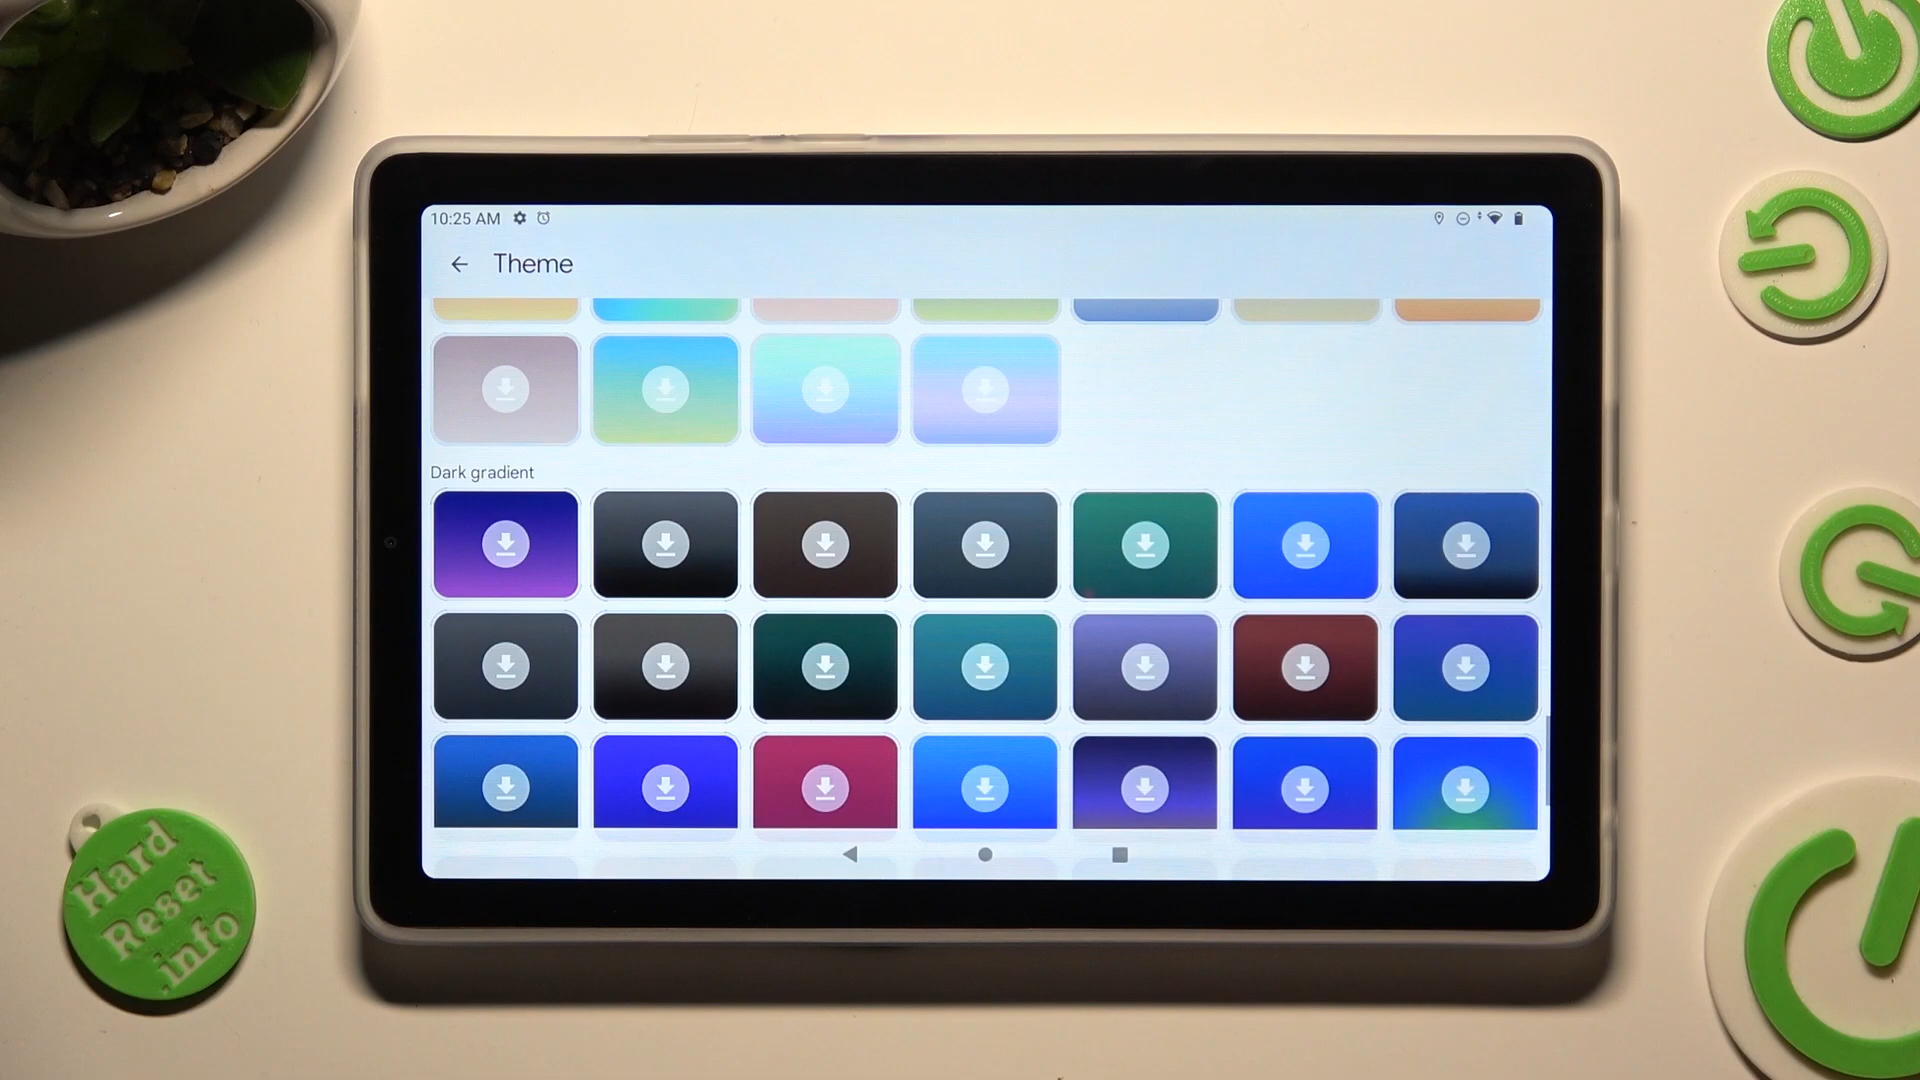 10:25 AM
Theme
Dark gradient
Hard
Reset
.info